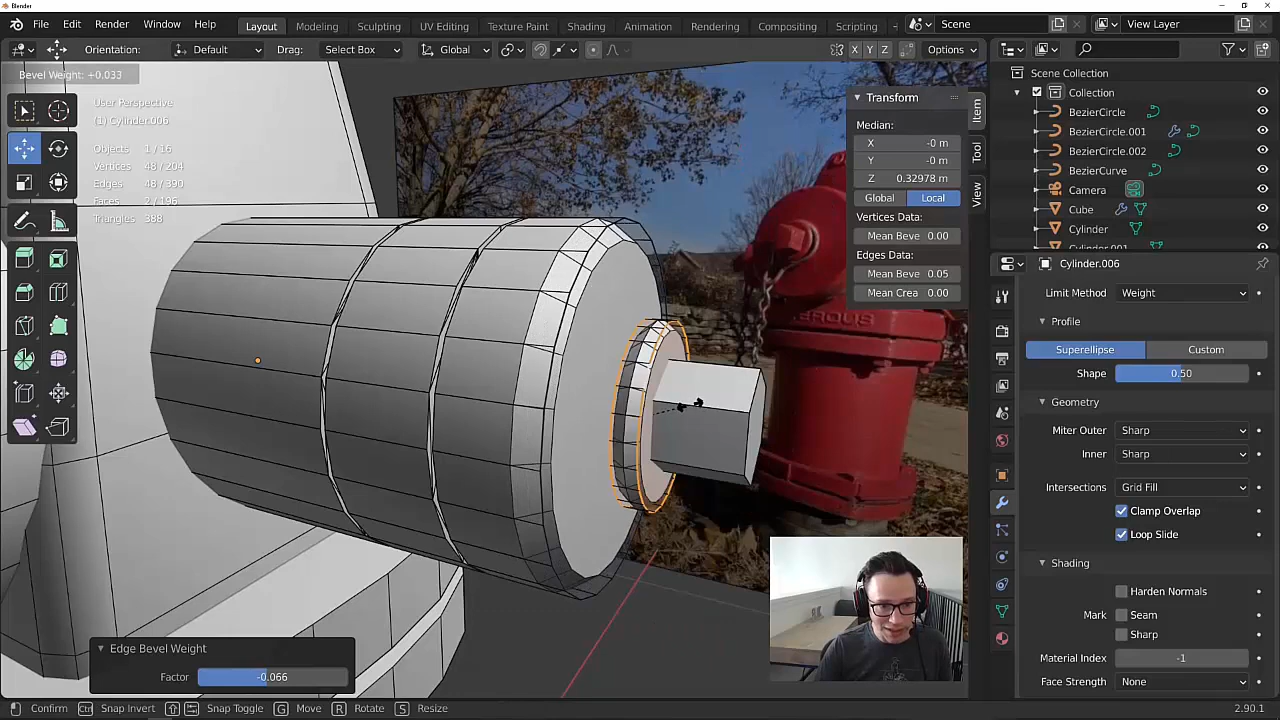 Blender
File Edit Render Window Help
Layout Modeling Sculpting UV Editing Texture Paint Shading Animation Rendering Compositing Scripting
Scene
View Layer
Orientation: Default Drag: Select Box Global
X Y Z Options
Bevel Weight: +0.033
User Perspective
(1) Cylinder.006
Objects 1/16
Vertices 48/204
Edges 48/390
Faces 2/196
Triangles 388
Transform
Median:
X -0 m
Y -0 m
Z 0.32978 m
Global Local
Vertices Data:
Mean Beve 0.00
Edges Data:
Mean Beve 0.05
Mean Crea 0.00
Item
Tool
View
Scene Collection
Collection
BezierCircle
BezierCircle.001
BezierCircle.002
BezierCurve
Camera
Cube
Cylinder
Cylinder.001
Cylinder.006
Limit Method Weight
Profile
Superellipse Custom
Shape 0.50
Geometry
Miter Outer Sharp
Inner Sharp
Intersections Grid Fill
Clamp Overlap
Loop Slide
Shading
Harden Normals
Mark Seam
Sharp
Material Index -1
Face Strength None
Edge Bevel Weight
Factor -0.066
Confirm Ctrl Snap Invert Snap Toggle G Move R Rotate S Resize
2.90.1